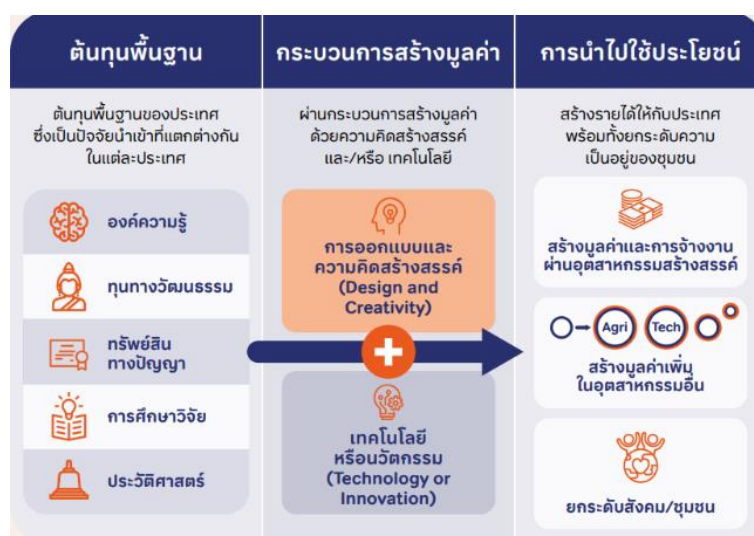 ต้นทุนพื้นฐาน
ต้นทุนพื้นฐานของประเทศ
ซึ่งเป็นปัจจัยนำเข้าที่แตกต่างกัน
ในแต่ละประเทศ
องค์ความรู้
ทุนทางวัฒนธรรม
ทรัพย์สิน
ทางปัญญา
การศึกษาวิจัย
ประวัติศาสตร์
กระบวนการสร้างมูลค่า
ผ่านกระบวนการสร้างมูลค่า
ด้วยความคิดสร้างสรรค์
และ/หรือ เทคโนโลยี
การออกแบบและ
ความคิดสร้างสรรค์
(Design and
Creativity)
+
เทคโนโลยี
หรือนวัตกรรม
(Technology or
Innovation)
การนำไปใช้ประโยชน์
สร้างรายได้ให้กับประเทศ
พร้อมทั้งยกระดับความ
เป็นอยู่ของชุมชน
สร้างมูลค่าและการจ้างงาน
ผ่านอุตสาหกรรมสร้างสรรค์
Agri Tech
สร้างมูลค่าเพิ่ม
ในอุตสาหกรรมอื่น
ยกระดับสังคม/ชุมชน